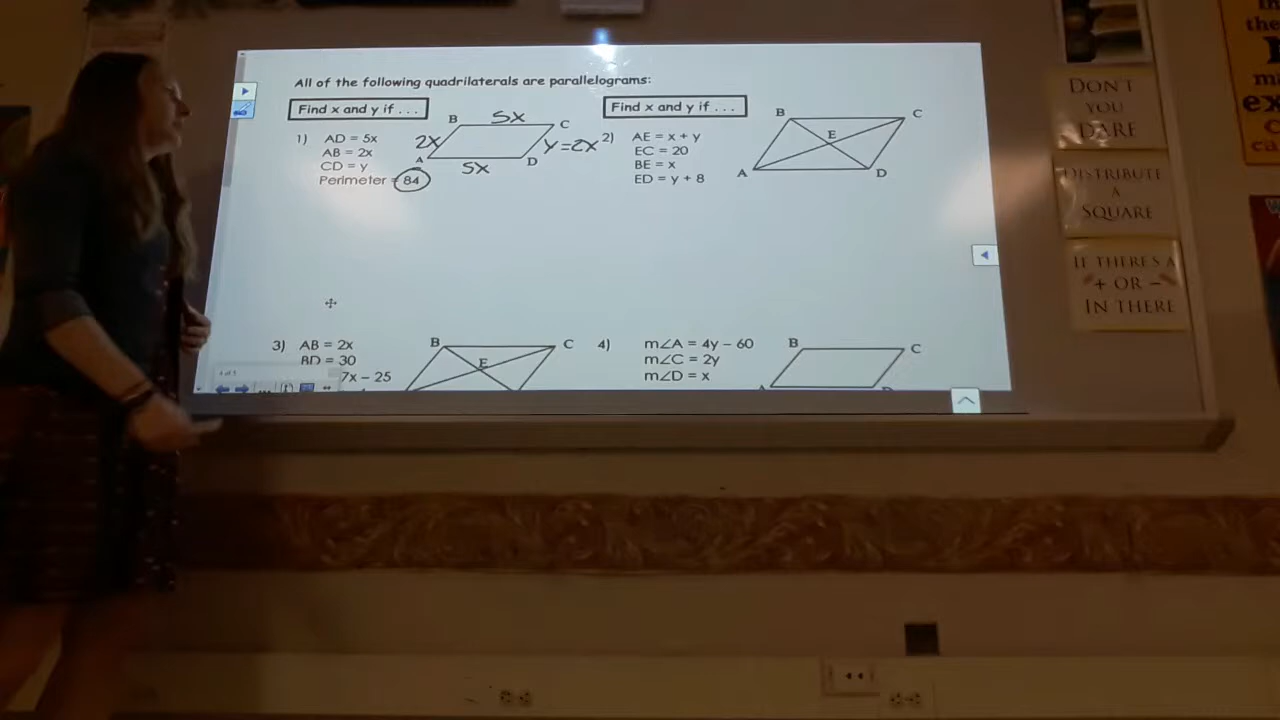 All of the following quadrilaterals are parallelograms:
Find x and y if . . .
1) AD = 5x
AB = 2x
CD = y
Perimeter = 84
B 5x C
2x y=2x
A 5x D
Find x and y if . . .
2) AE = x + y
EC = 20
BE = x
ED = y + 8
B C
E
A D
3) AB = 2x
BD = 30
7x – 25
B C
E
4) m∠A = 4y – 60
m∠C = 2y
m∠D = x
B C
DON'T
YOU
DARE
DISTRIBUTE
A
SQUARE
IF THERE'S A
+ OR –
IN THERE